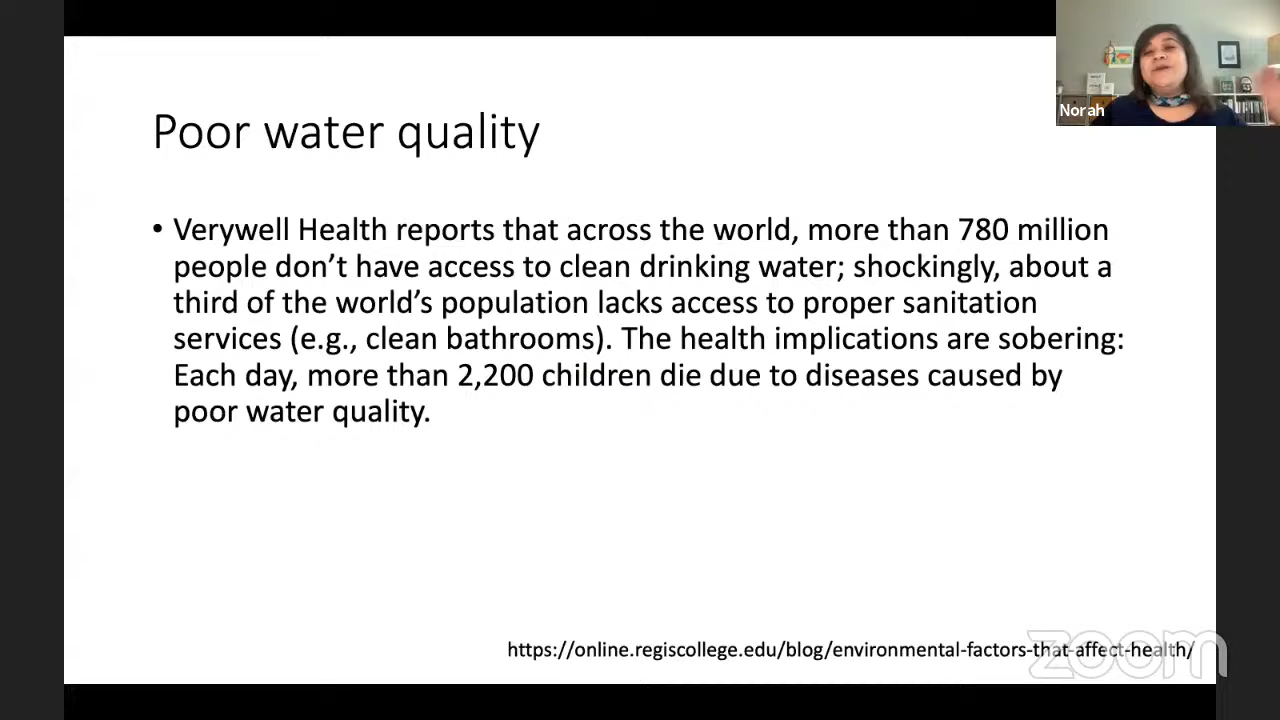 Norah
Poor water quality
• Verywell Health reports that across the world, more than 780 million
people don’t have access to clean drinking water; shockingly, about a
third of the world’s population lacks access to proper sanitation
services (e.g., clean bathrooms). The health implications are sobering:
Each day, more than 2,200 children die due to diseases caused by
poor water quality.
https://online.regiscollege.edu/blog/environmental-factors-that-affect-health/
zoom